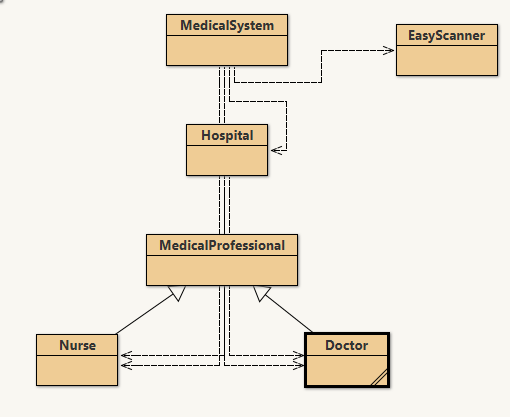 MedicalSystem
EasyScanner
Hospital
MedicalProfessional
Nurse
Doctor